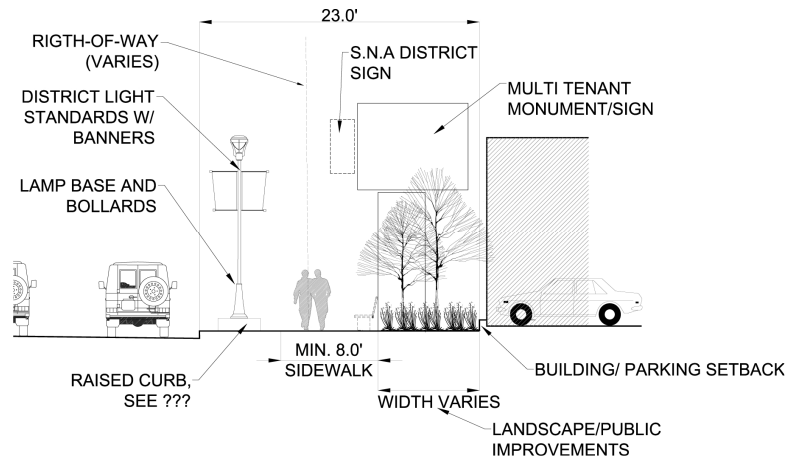 23.0'
RIGTH-OF-WAY
(VARIES)
S.N.A DISTRICT
SIGN
MULTI TENANT
MONUMENT/SIGN
DISTRICT LIGHT
STANDARDS W/
BANNERS
LAMP BASE AND
BOLLARDS
MIN. 8.0'
SIDEWALK
RAISED CURB,
SEE ???
BUILDING/ PARKING SETBACK
WIDTH VARIES
LANDSCAPE/PUBLIC
IMPROVEMENTS